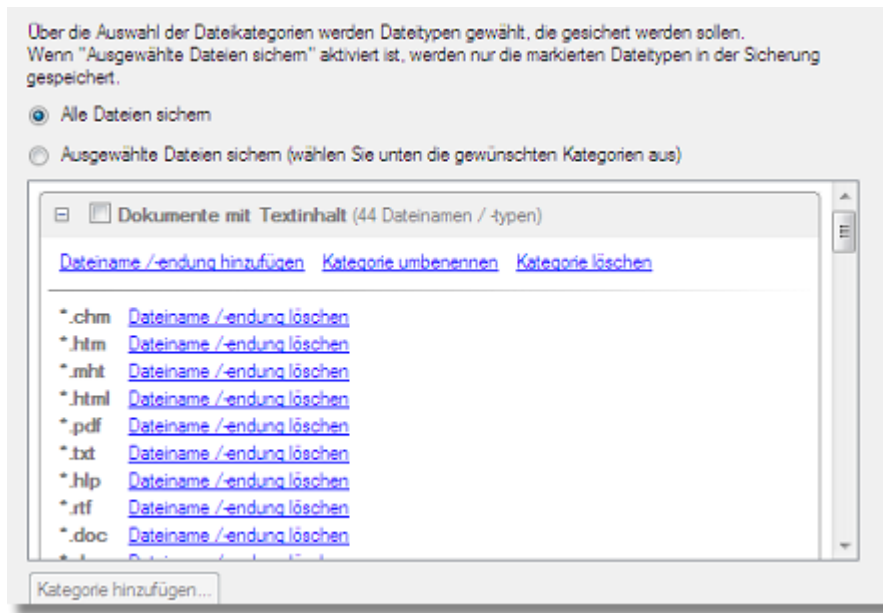 Über die Auswahl der Dateikategorien werden Dateitypen gewählt, die gesichert werden sollen.
Wenn "Ausgewählte Dateien sichern" aktiviert ist, werden nur die markierten Dateitypen in der Sicherung
gespeichert.
Alle Dateien sichern
Ausgewählte Dateien sichern (wählen Sie unten die gewünschten Kategorien aus)
Dokumente mit Textinhalt (44 Dateinamen / -typen)
Dateiname /-endung hinzufügen Kategorie umbenennen Kategorie löschen
*.chm Dateiname /-endung löschen
*.htm Dateiname /-endung löschen
*.mht Dateiname /-endung löschen
*.html Dateiname /-endung löschen
*.pdf Dateiname /-endung löschen
*.txt Dateiname /-endung löschen
*.hlp Dateiname /-endung löschen
*.rtf Dateiname /-endung löschen
*.doc Dateiname /-endung löschen
Kategorie hinzufügen...